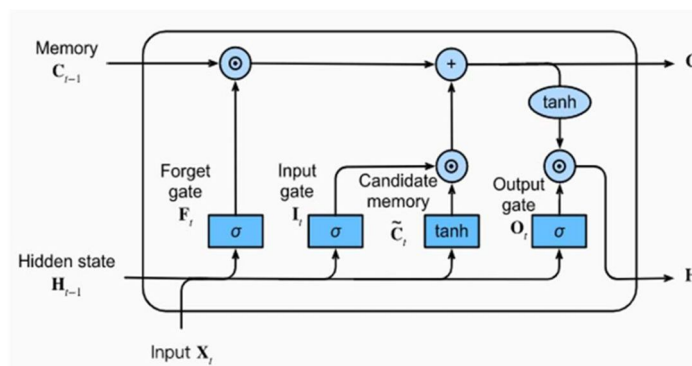 Memory
C_{t-1}
⊙
+
C
tanh
Forget gate
F_t
Input gate
I_t
⊙
Candidate memory
C̃_t
Output gate
O_t
⊙
σ
σ
tanh
σ
Hidden state
H_{t-1}
Input X_t